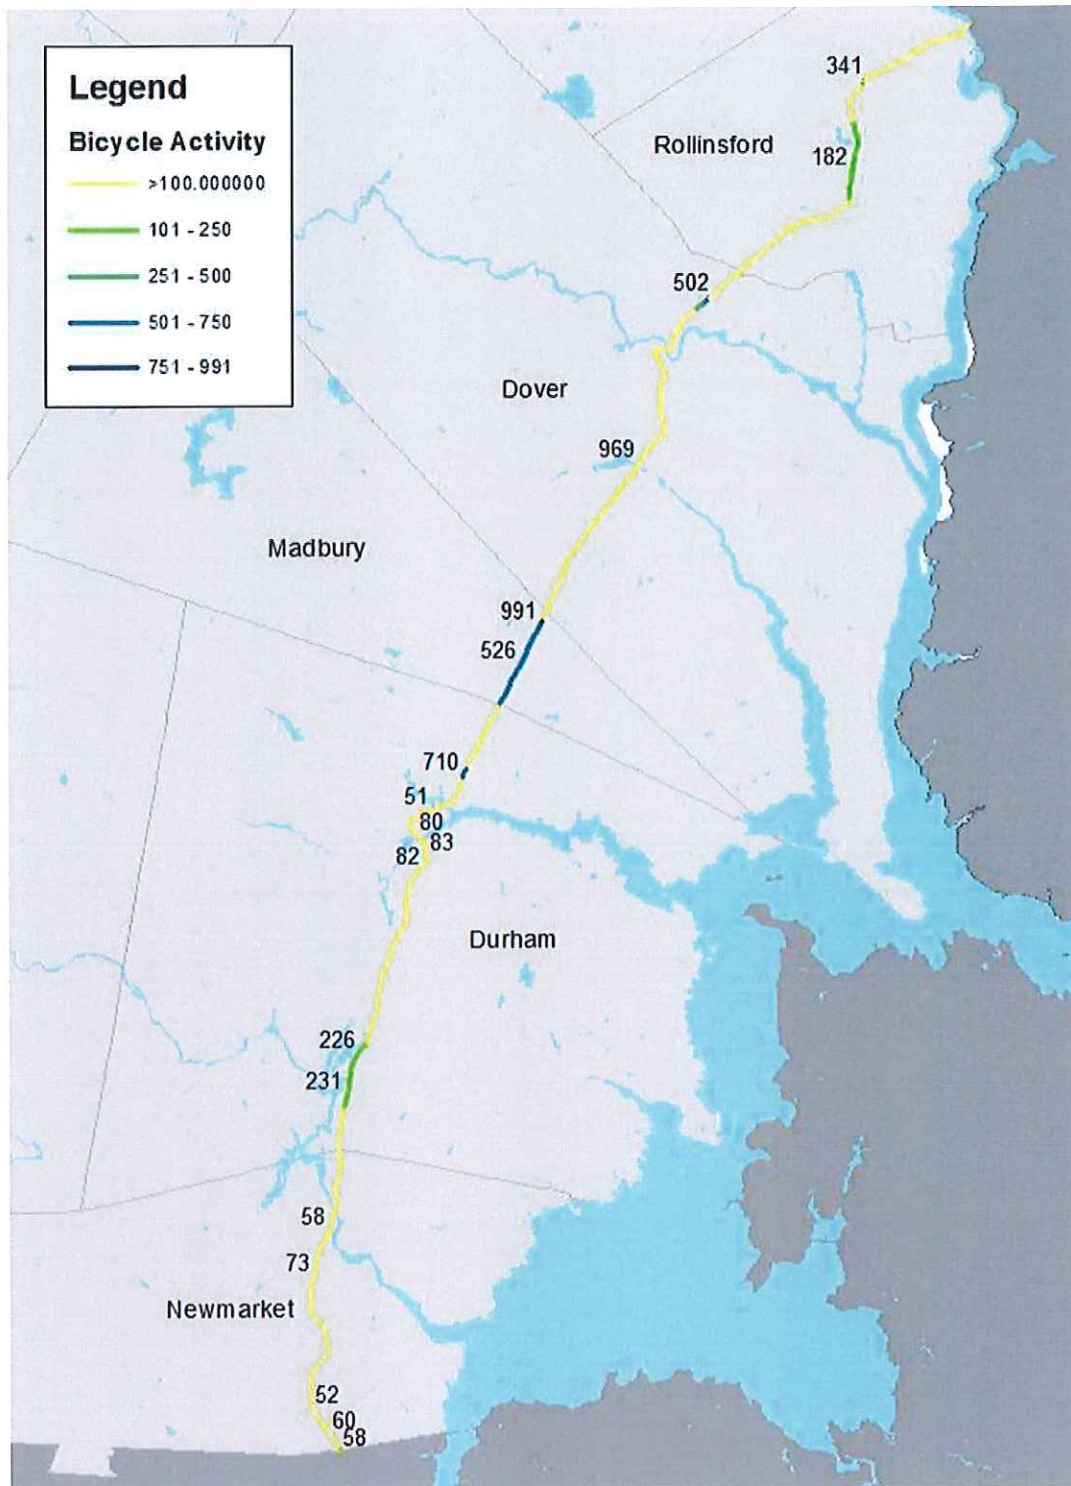 Legend
Bicycle Activity
>100.000000
101 - 250
251 - 500
501 - 750
751 - 991
341
Rollinsford
182
502
Dover
969
Madbury
991
526
710
51
80
83
82
Durham
226
231
58
73
Newmarket
52
60
58